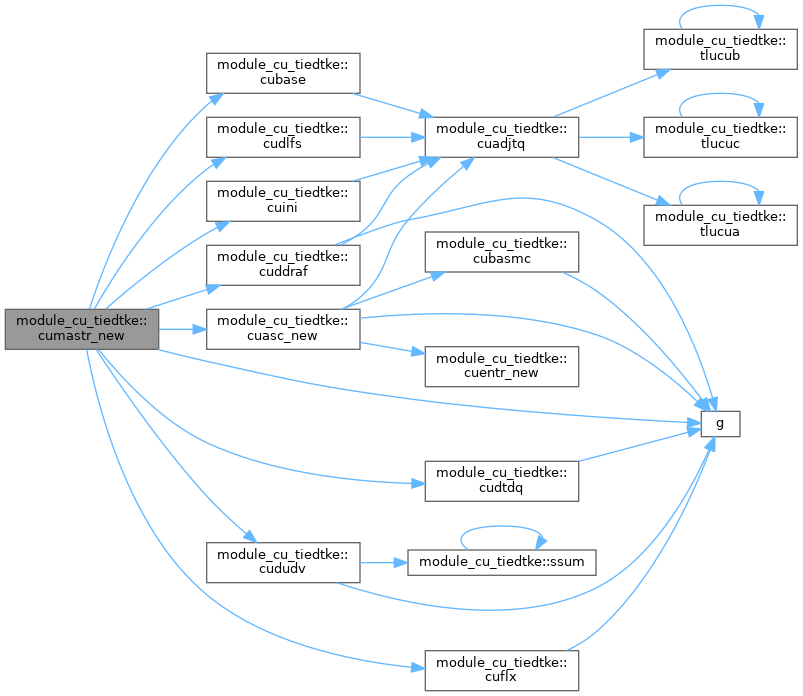 module_cu_tiedtke::
cumastr_new
module_cu_tiedtke::
cubase
module_cu_tiedtke::
cudlfs
module_cu_tiedtke::
cuini
module_cu_tiedtke::
cuddraf
module_cu_tiedtke::
cuasc_new
module_cu_tiedtke::
cududv
module_cu_tiedtke::
cuadjtq
module_cu_tiedtke::
cubasmc
module_cu_tiedtke::
cuentr_new
module_cu_tiedtke::
cudtdq
module_cu_tiedtke::ssum
module_cu_tiedtke::
cuflx
module_cu_tiedtke::
tlucub
module_cu_tiedtke::
tlucuc
module_cu_tiedtke::
tlucua
g